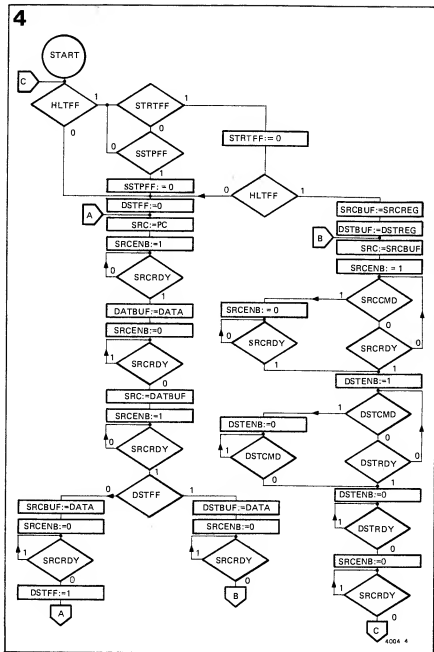 4
START
C
HLTFF
1
STRTFF
1
0
0
STRTFF:=0
0
SSTPFF
1
SSTPFF:=0
0
HLTFF
1
DSTFF:=0
SRCBUF:=SRCREG
A
SRC:=PC
DSTBUF:=DSTREG
B
SRCENB:=1
SRC:=SRCBUF
SRCENB:=1
0
SRCRDY
1
1
SRCCMD
0
DATBUF:=DATA
SRCENB:=0
SRCENB:=0
0
SRCRDY
1
SRCRDY
0
1
1
SRCRDY
0
DSTENB:=1
SRC:=DATBUF
1
DSTCMD
0
SRCENB:=1
DSTENB:=0
0
SRCRDY
1
1
DSTCMD
0
DSTRDY
0
1
0
DSTFF
1
DSTENB:=0
SRCBUF:=DATA
DSTBUF:=DATA
SRCENB:=0
SRCENB:=0
1
DSTRDY
0
1
SRCRDY
0
1
SRCRDY
0
SRCENB:=0
DSTFF:=1
B
1
SRCRDY
0
A
C
4004 4